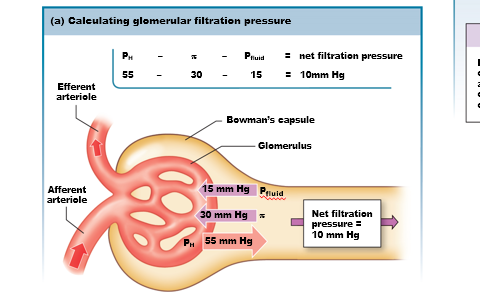 (a) Calculating glomerular filtration pressure
PH – π – Pfluid = net filtration pressure
55 – 30 – 15 = 10mm Hg
Efferent
arteriole
Bowman's capsule
Glomerulus
Afferent
arteriole
15 mm Hg Pfluid
30 mm Hg π
PH 55 mm Hg
Net filtration
pressure =
10 mm Hg